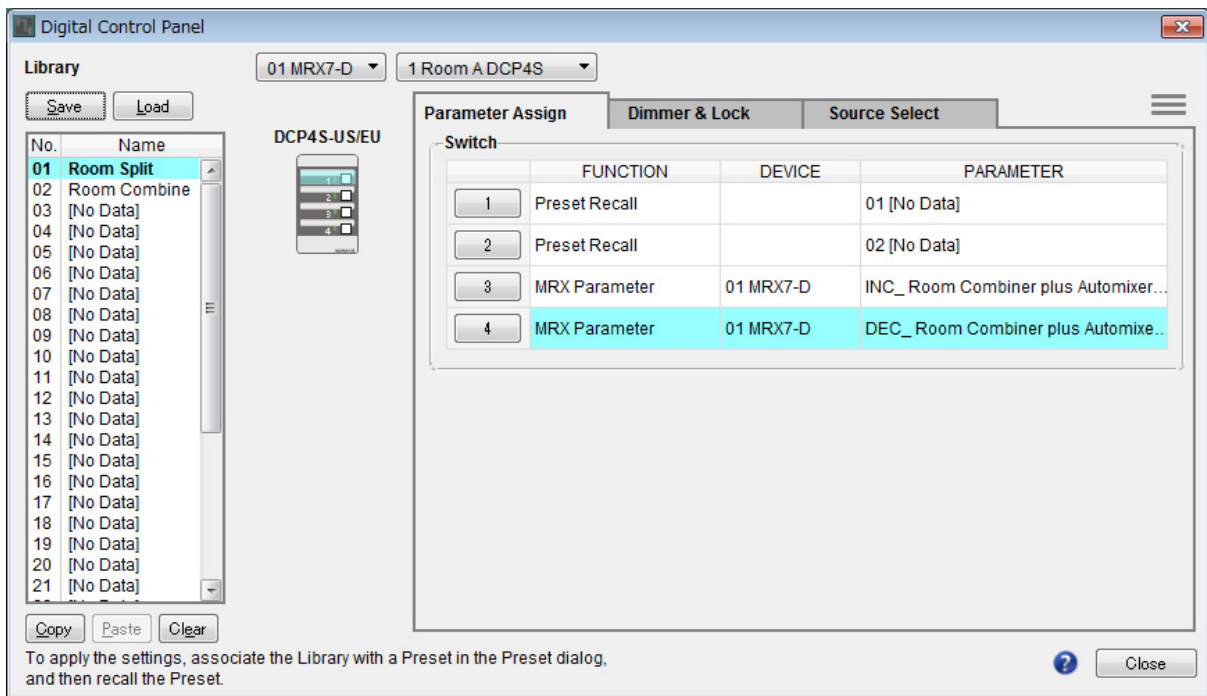 Digital Control Panel
Library
01 MRX7-D
1 Room A DCP4S
Save
Load
No. Name
01 Room Split
02 Room Combine
03 [No Data]
04 [No Data]
05 [No Data]
06 [No Data]
07 [No Data]
08 [No Data]
09 [No Data]
10 [No Data]
11 [No Data]
12 [No Data]
13 [No Data]
14 [No Data]
15 [No Data]
16 [No Data]
17 [No Data]
18 [No Data]
19 [No Data]
20 [No Data]
21 [No Data]
Copy
Paste
Clear
DCP4S-US/EU
1
2
3
4
Parameter Assign
Dimmer & Lock
Source Select
Switch
FUNCTION DEVICE PARAMETER
1 Preset Recall 01 [No Data]
2 Preset Recall 02 [No Data]
3 MRX Parameter 01 MRX7-D INC_ Room Combiner plus Automixer...
4 MRX Parameter 01 MRX7-D DEC_ Room Combiner plus Automixe...
To apply the settings, associate the Library with a Preset in the Preset dialog,
and then recall the Preset.
?
Close